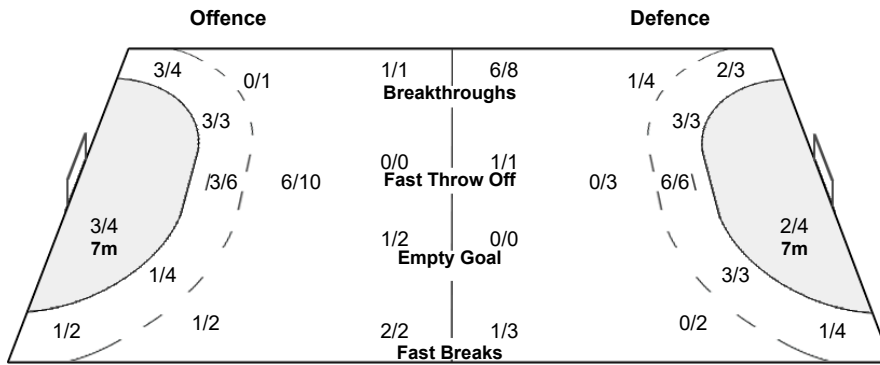 Offence Defence
3/4 0/1 1/1 6/8 1/4 2/3
Breakthroughs
3/3 3/3
0/0 1/1
3/6 6/10 Fast Throw Off 0/3 6/6
3/4 2/4
7m 1/2 0/0 7m
Empty Goal
1/4 3/3
1/2 1/2 2/2 1/3 0/2 1/4
Fast Breaks